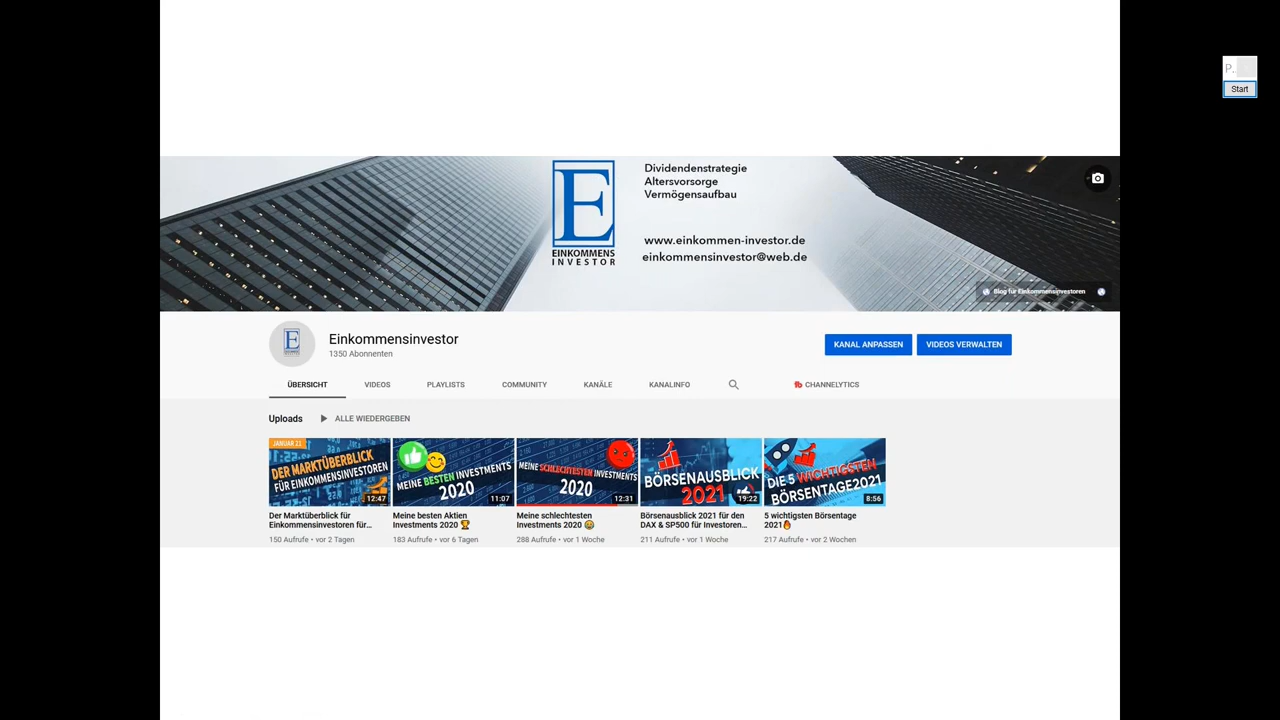 P..
Start
E
EINKOMMENS
INVESTOR
Dividendenstrategie
Altersvorsorge
Vermögensaufbau
www.einkommen-investor.de
einkommensinvestor@web.de
Blog für Einkommensinvestoren
E
Einkommensinvestor
1350 Abonnenten
KANAL ANPASSEN
VIDEOS VERWALTEN
ÜBERSICHT
VIDEOS
PLAYLISTS
COMMUNITY
KANÄLE
KANALINFO
CHANNELYTICS
Uploads
ALLE WIEDERGEBEN
JANUAR 21
DER MARKTÜBERBLICK
FÜR EINKOMMENSINVESTOREN
12:47
Der Marktüberblick für
Einkommensinvestoren für...
150 Aufrufe • vor 2 Tagen
MEINE BESTEN INVESTMENTS
2020
11:07
Meine besten Aktien
Investments 2020 🏆
183 Aufrufe • vor 6 Tagen
MEINE SCHLECHTESTEN INVESTMENTS
2020
12:31
Meine schlechtesten
Investments 2020 😭
288 Aufrufe • vor 1 Woche
BÖRSENAUSBLICK
2021
19:22
Börsenausblick 2021 für den
DAX & SP500 für Investoren...
211 Aufrufe • vor 1 Woche
DIE 5 WICHTIGSTEN
BÖRSENTAGE 2021
8:56
5 wichtigsten Börsentage
2021🔥
217 Aufrufe • vor 2 Wochen